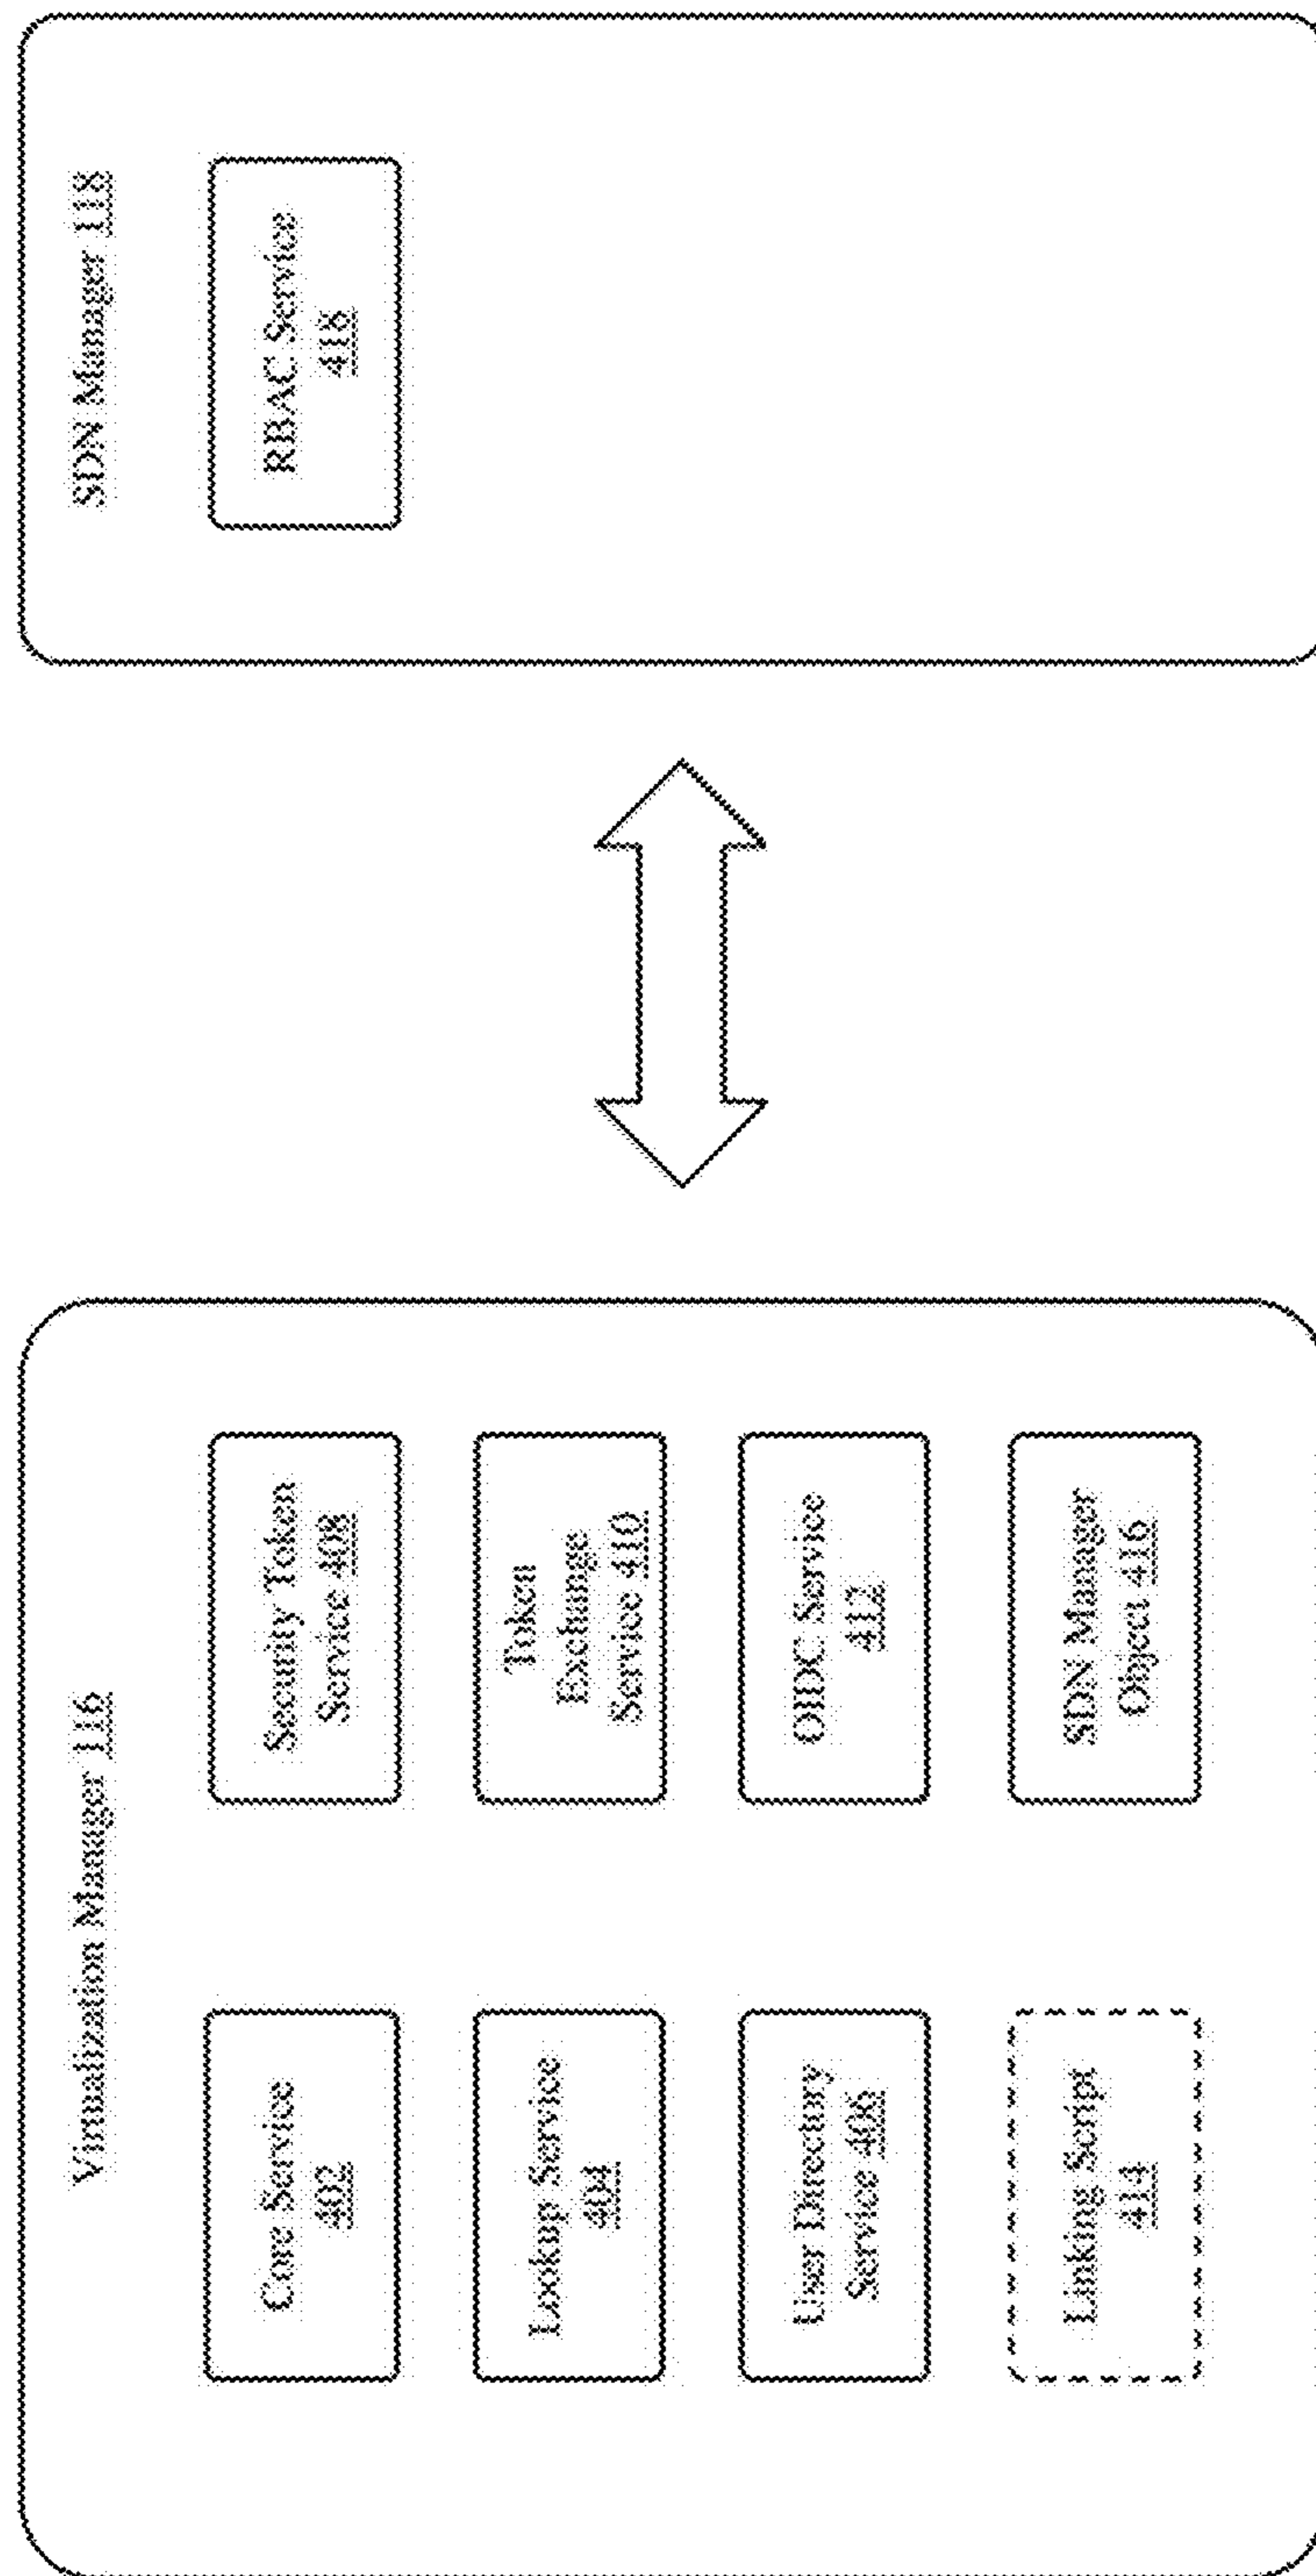 Virtualization Manager 116
Core Service
402
Security Token
Service 408
Lookup Service
404
Token
Exchange
Service 410
User Directory
Service 406
OIDC Service
412
Linking Script
414
SDN Manager
Object 416
SDN Manager 118
RBAC Service
418